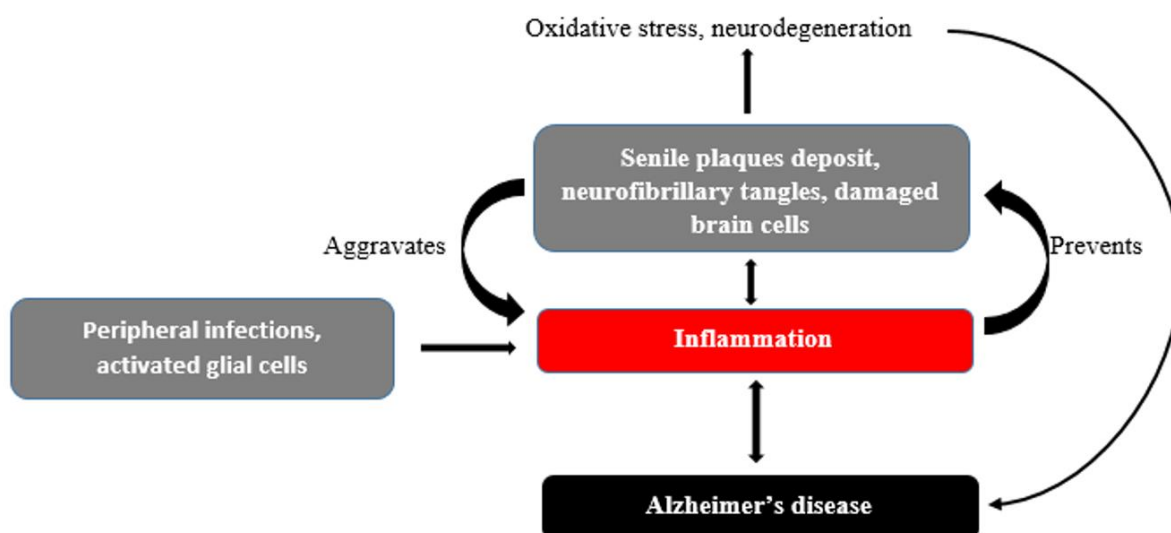 Oxidative stress, neurodegeneration
Senile plaques deposit,
neurofibrillary tangles, damaged
brain cells
Aggravates
Prevents
Peripheral infections,
activated glial cells
Inflammation
Alzheimer’s disease